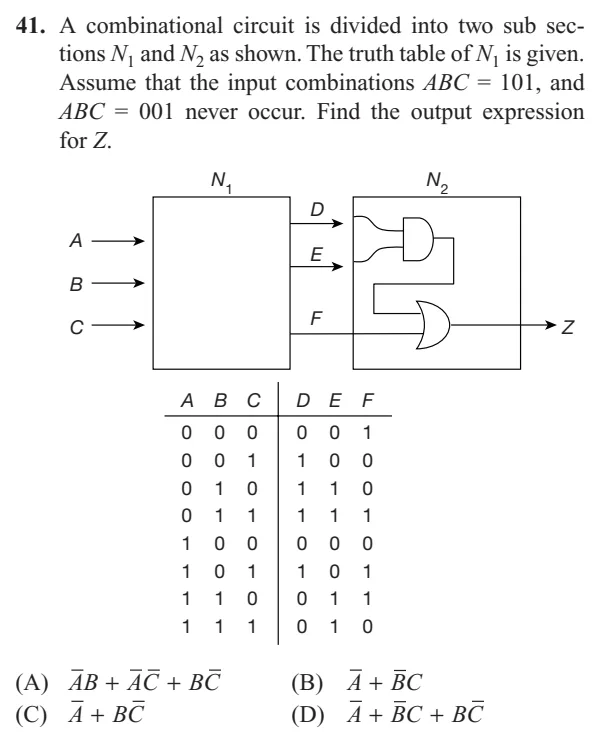 41. A combinational circuit is divided into two sub sec-
tions N₁ and N₂ as shown. The truth table of N₁ is given.
Assume that the input combinations ABC = 101, and
ABC = 001 never occur. Find the output expression
for Z.
N₁ N₂
D
A
E
B
F
C Z
A B C D E F
0 0 0 0 0 1
0 0 1 1 0 0
0 1 0 1 1 0
0 1 1 1 1 1
1 0 0 0 0 0
1 0 1 1 0 1
1 1 0 0 1 1
1 1 1 0 1 0
(A) A̅B + A̅C̅ + BC̅ (B) A̅ + B̅C
(C) A̅ + BC̅ (D) A̅ + B̅C + BC̅